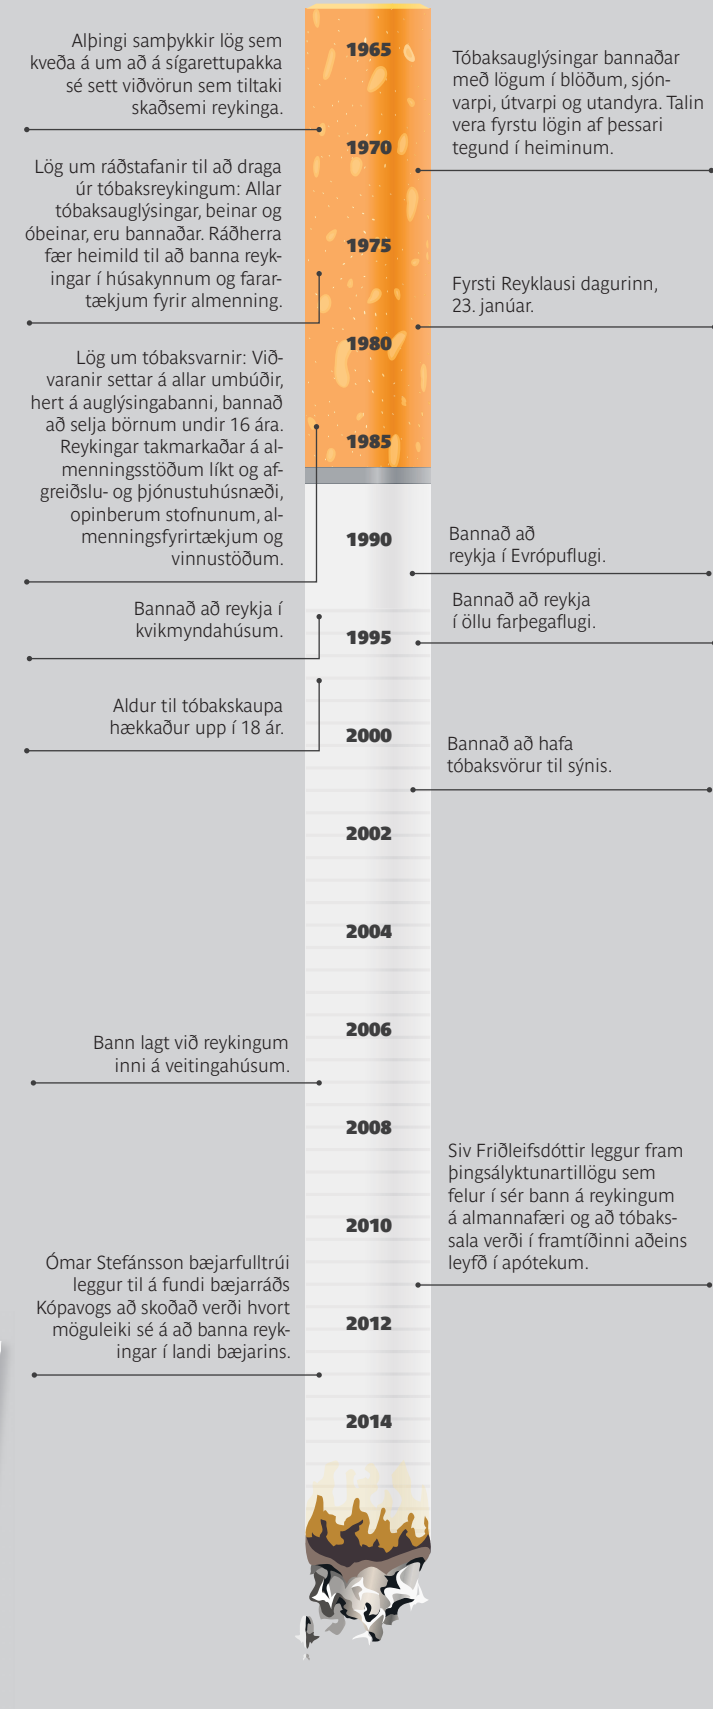 Alþingi samþykkir lög sem
kveða á um að á sígarettupakka
sé sett viðvörun sem tiltaki
skaðsemi reykinga.
1965
Tóbaksauglýsingar bannaðar
með lögum í blöðum, sjón-
varpi, útvarpi og utandyra. Talin
vera fyrstu lögin af þessari
tegund í heiminum.
1970
Lög um ráðstafanir til að draga
úr tóbaksreykingum: Allar
tóbaksauglýsingar, beinar og
óbeinar, eru bannaðar. Ráðherra
fær heimild til að banna reyk-
ingar í húsakynnum og farar-
tækjum fyrir almenning.
1975
Fyrsti Reyklausi dagurinn,
23. janúar.
1980
Lög um tóbaksvarnir: Við-
varanir settar á allar umbúðir,
hert á auglýsingabanni, bannað
að selja börnum undir 16 ára.
Reykingar takmarkaðar á al-
menningsstöðum líkt og af-
greiðslu- og þjónustuhúsnæði,
opinberum stofnunum, al-
menningsfyrirtækjum og
vinnustöðum.
1985
1990
Bannað að
reykja í Evrópuflugi.
Bannað að reykja í
kvikmyndahúsum.
Bannað að reykja
í öllu farþegaflugi.
1995
Aldur til tóbakskaupa
hækkaður upp í 18 ár.
2000
Bannað að hafa
tóbaksvörur til sýnis.
2002
2004
2006
Bann lagt við reykingum
inni á veitingahúsum.
2008
Siv Friðleifsdóttir leggur fram
þingsályktunartillögu sem
felur í sér bann á reykingum
á almannafæri og að tóbaks-
sala verði í framtíðinni aðeins
leyfð í apótekum.
2010
Ómar Stefánsson bæjarfulltrúi
leggur til á fundi bæjarráðs
Kópavogs að skoðað verði hvort
möguleiki sé á að banna reyk-
ingar í landi bæjarins.
2012
2014